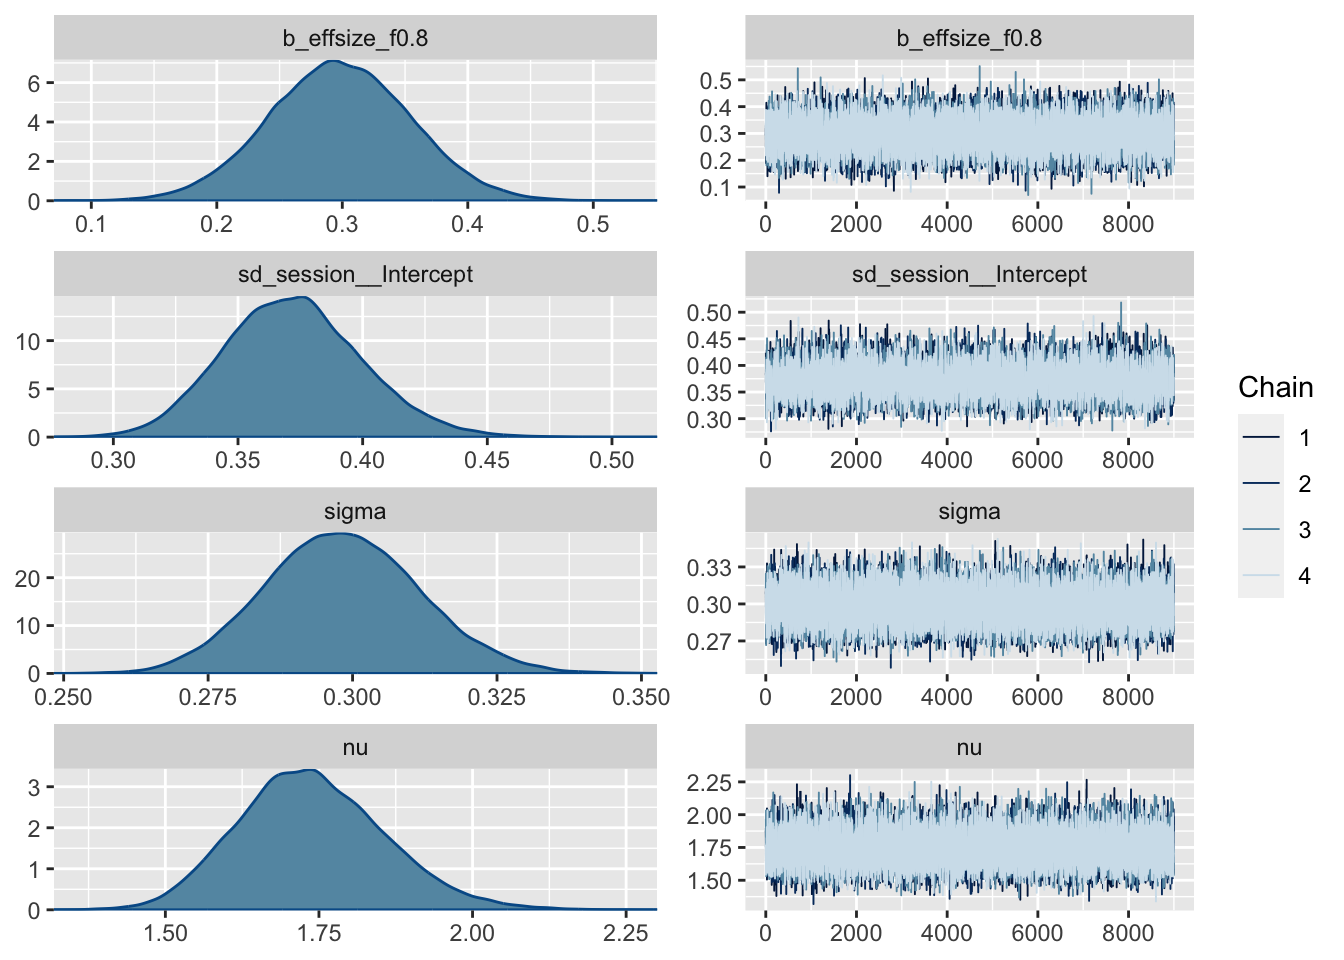 b_effsize_f0.8
6
4
2
0
0.1 0.2 0.3 0.4 0.5
b_effsize_f0.8
0.5
0.4
0.3
0.2
0.1
0 2000 4000 6000 8000
sd_session__Intercept
10
5
0
0.30 0.35 0.40 0.45 0.50
sd_session__Intercept
0.50
0.45
0.40
0.35
0.30
0 2000 4000 6000 8000
sigma
20
10
0
0.250 0.275 0.300 0.325 0.350
sigma
0.33
0.30
0.27
0 2000 4000 6000 8000
nu
3
2
1
0
1.50 1.75 2.00 2.25
nu
2.25
2.00
1.75
1.50
0 2000 4000 6000 8000
Chain
1
2
3
4